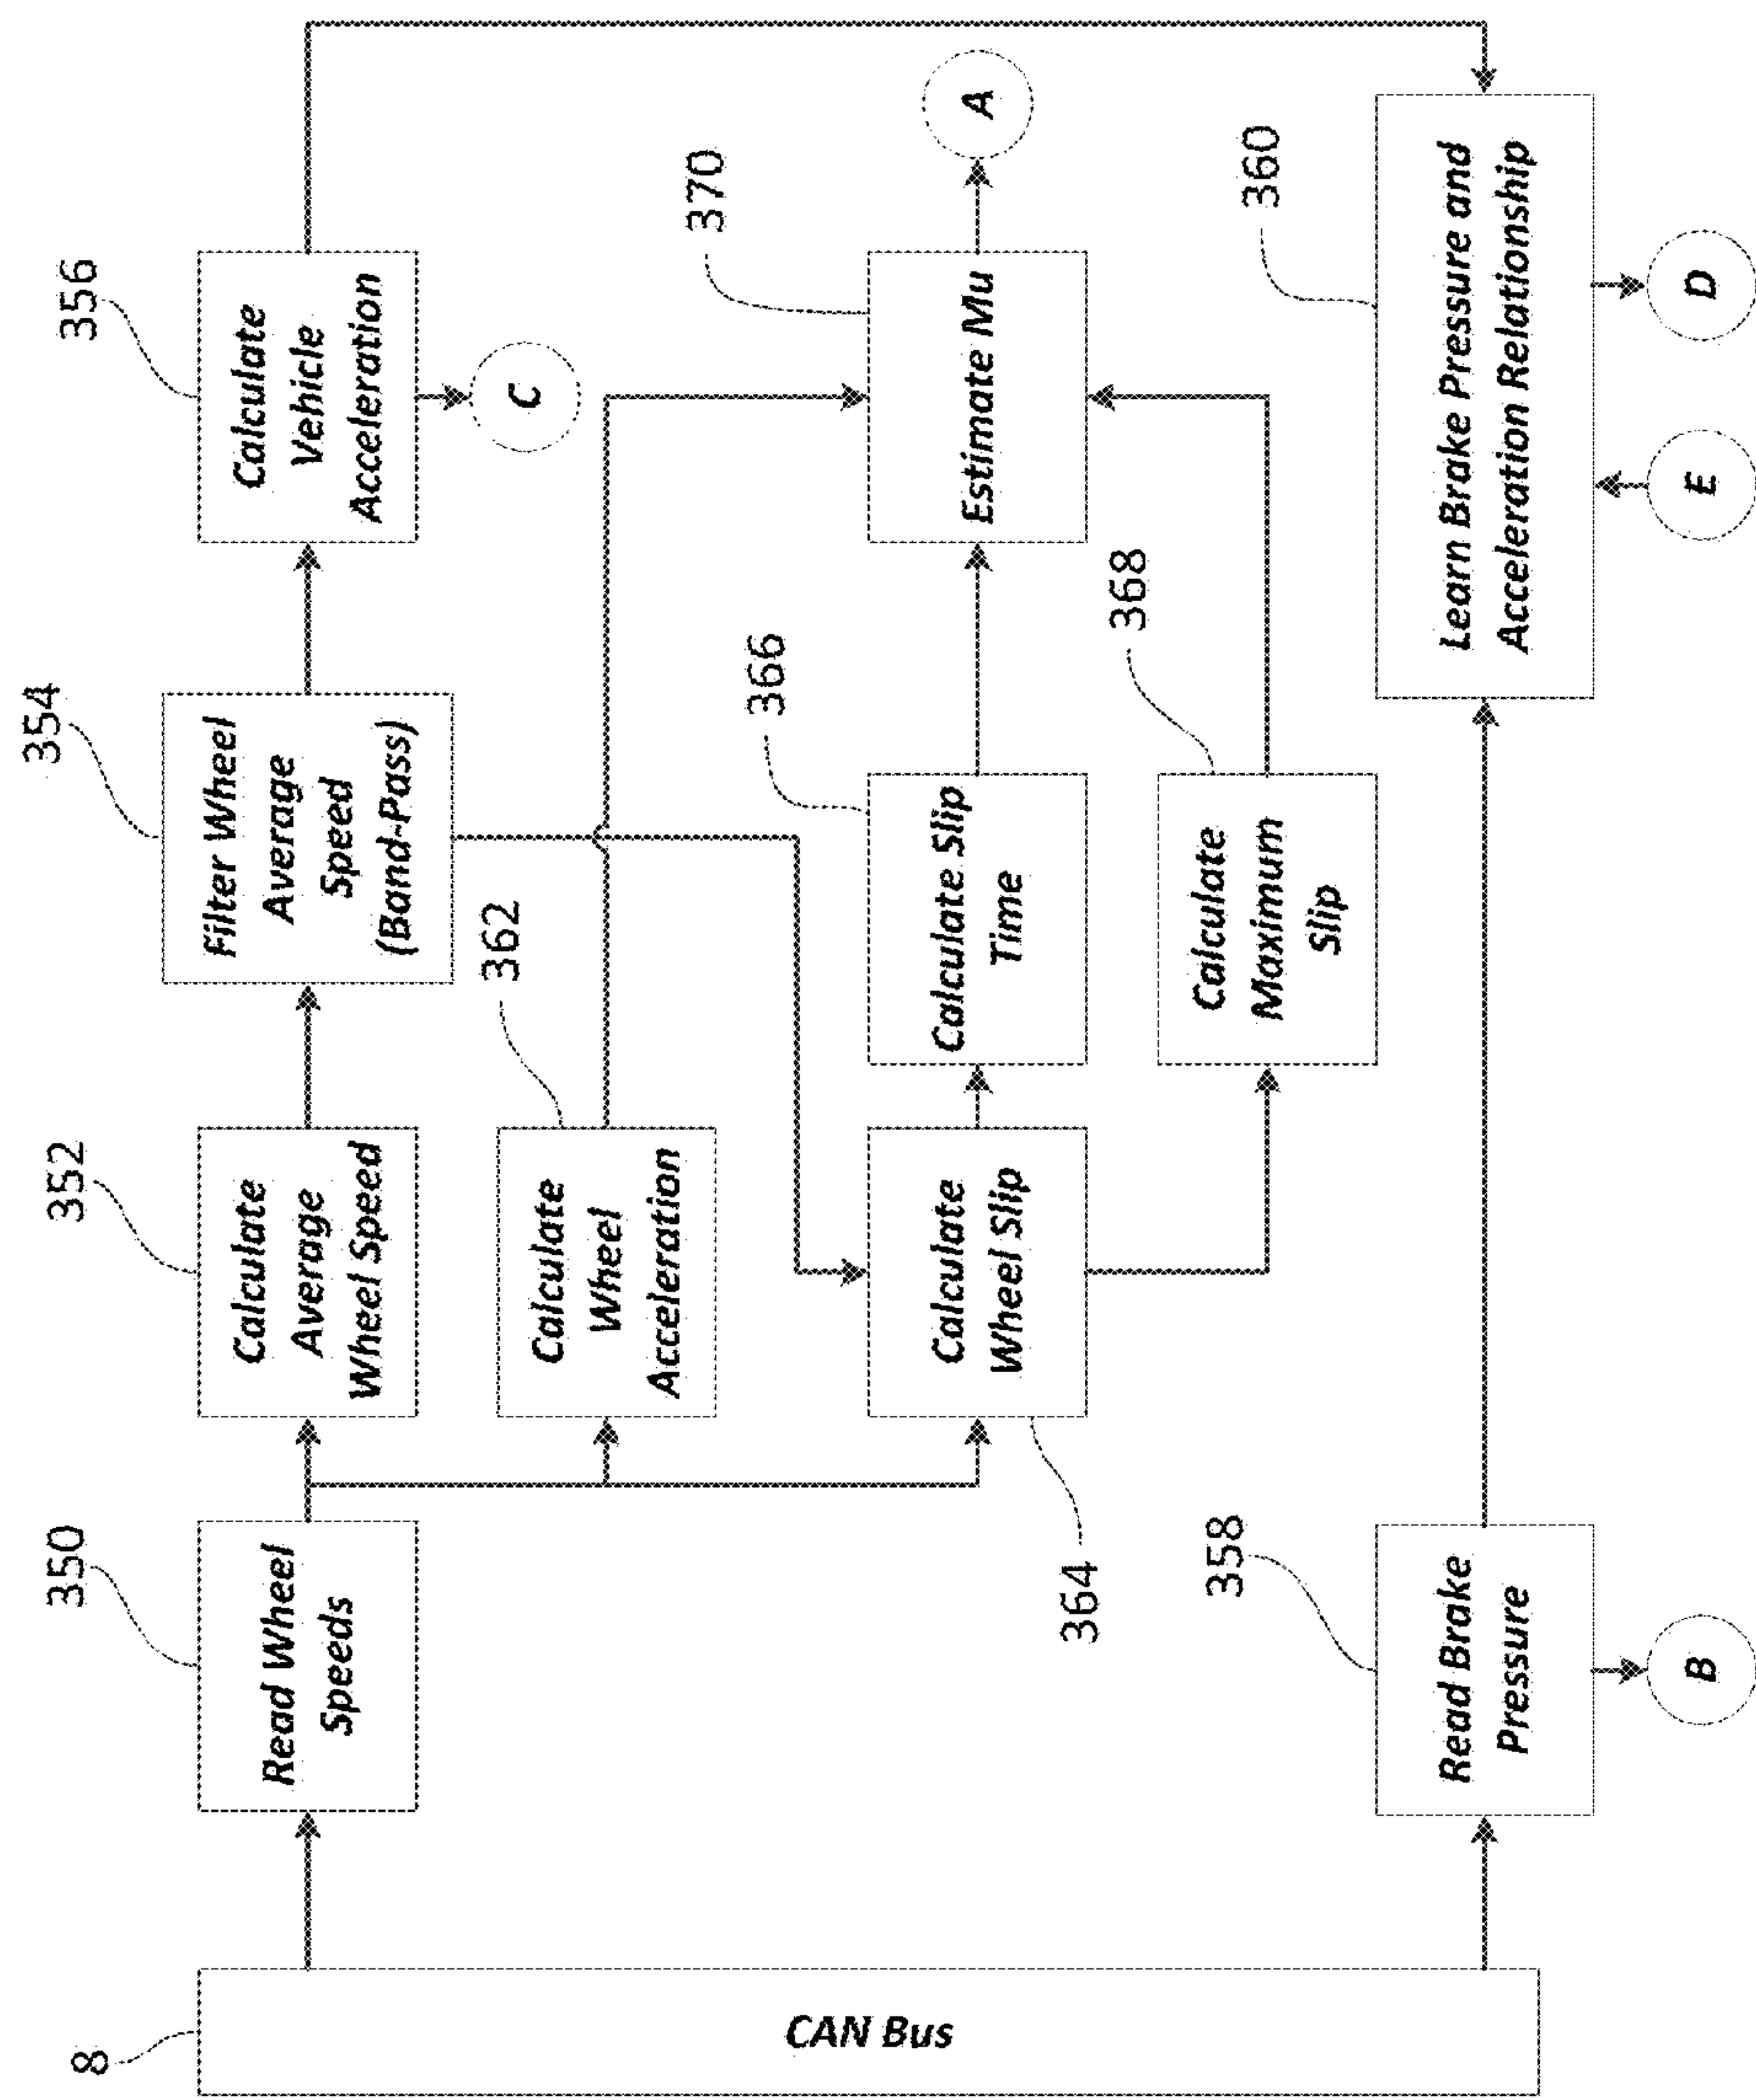 8
CAN Bus
350
Read Wheel
Speeds
352
Calculate
Average
Wheel Speed
354
Filter Wheel
Average
Speed
(Band-Pass)
356
Calculate
Vehicle
Acceleration
C
362
Calculate
Wheel
Acceleration
364
Calculate
Wheel Slip
366
Calculate Slip
Time
368
Calculate
Maximum
Slip
370
Estimate Mu
A
358
Read Brake
Pressure
B
360
Learn Brake Pressure and
Acceleration Relationship
E
D